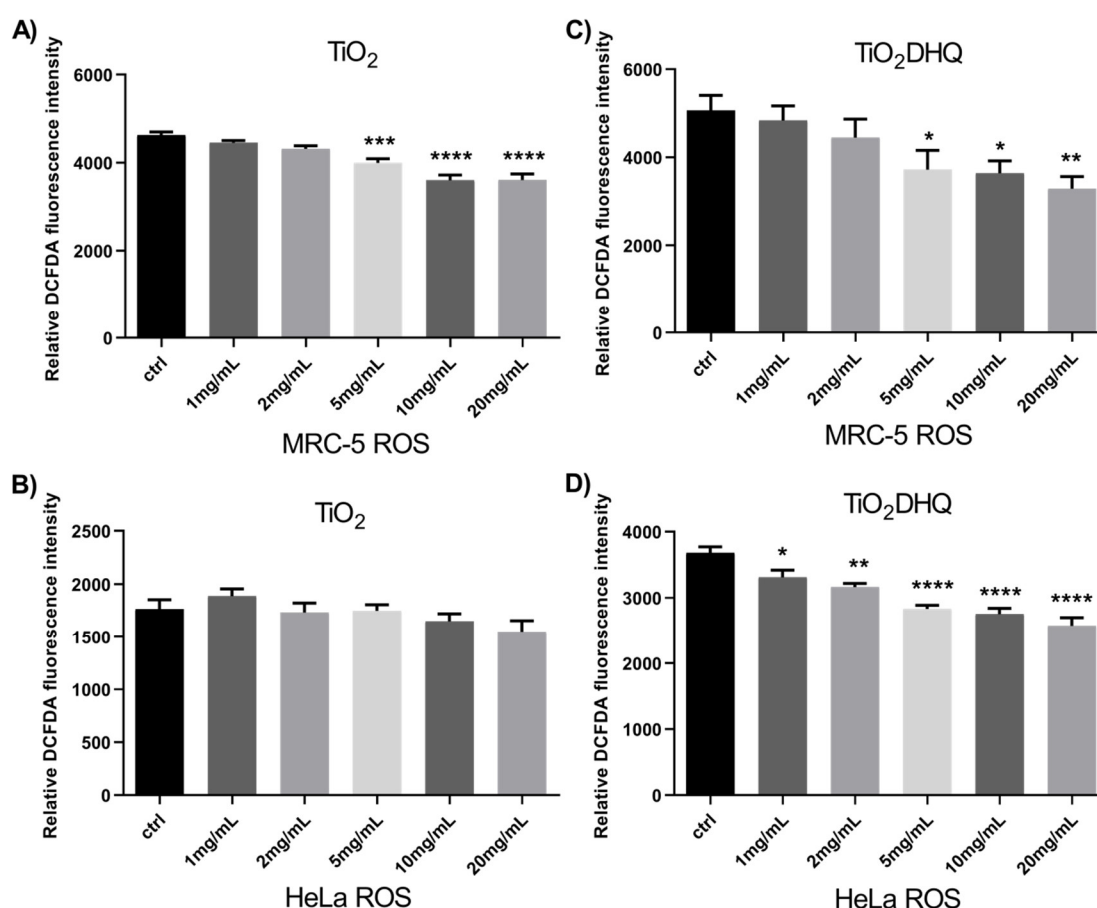 A)
TiO2
Relative DCFDA fluorescence intensity
6000
4000
2000
0
***
****
****
ctrl
1mg/mL
2mg/mL
5mg/mL
10mg/mL
20mg/mL
MRC-5 ROS
C)
TiO2DHQ
Relative DCFDA fluorescence intensity
6000
4000
2000
0
*
*
**
ctrl
1mg/mL
2mg/mL
5mg/mL
10mg/mL
20mg/mL
MRC-5 ROS
B)
TiO2
Relative DCFDA fluorescence intensity
2500
2000
1500
1000
500
0
ctrl
1mg/mL
2mg/mL
5mg/mL
10mg/mL
20mg/mL
HeLa ROS
D)
TiO2DHQ
Relative DCFDA fluorescence intensity
4000
3000
2000
1000
0
*
**
****
****
****
ctrl
1mg/mL
2mg/mL
5mg/mL
10mg/mL
20mg/mL
HeLa ROS